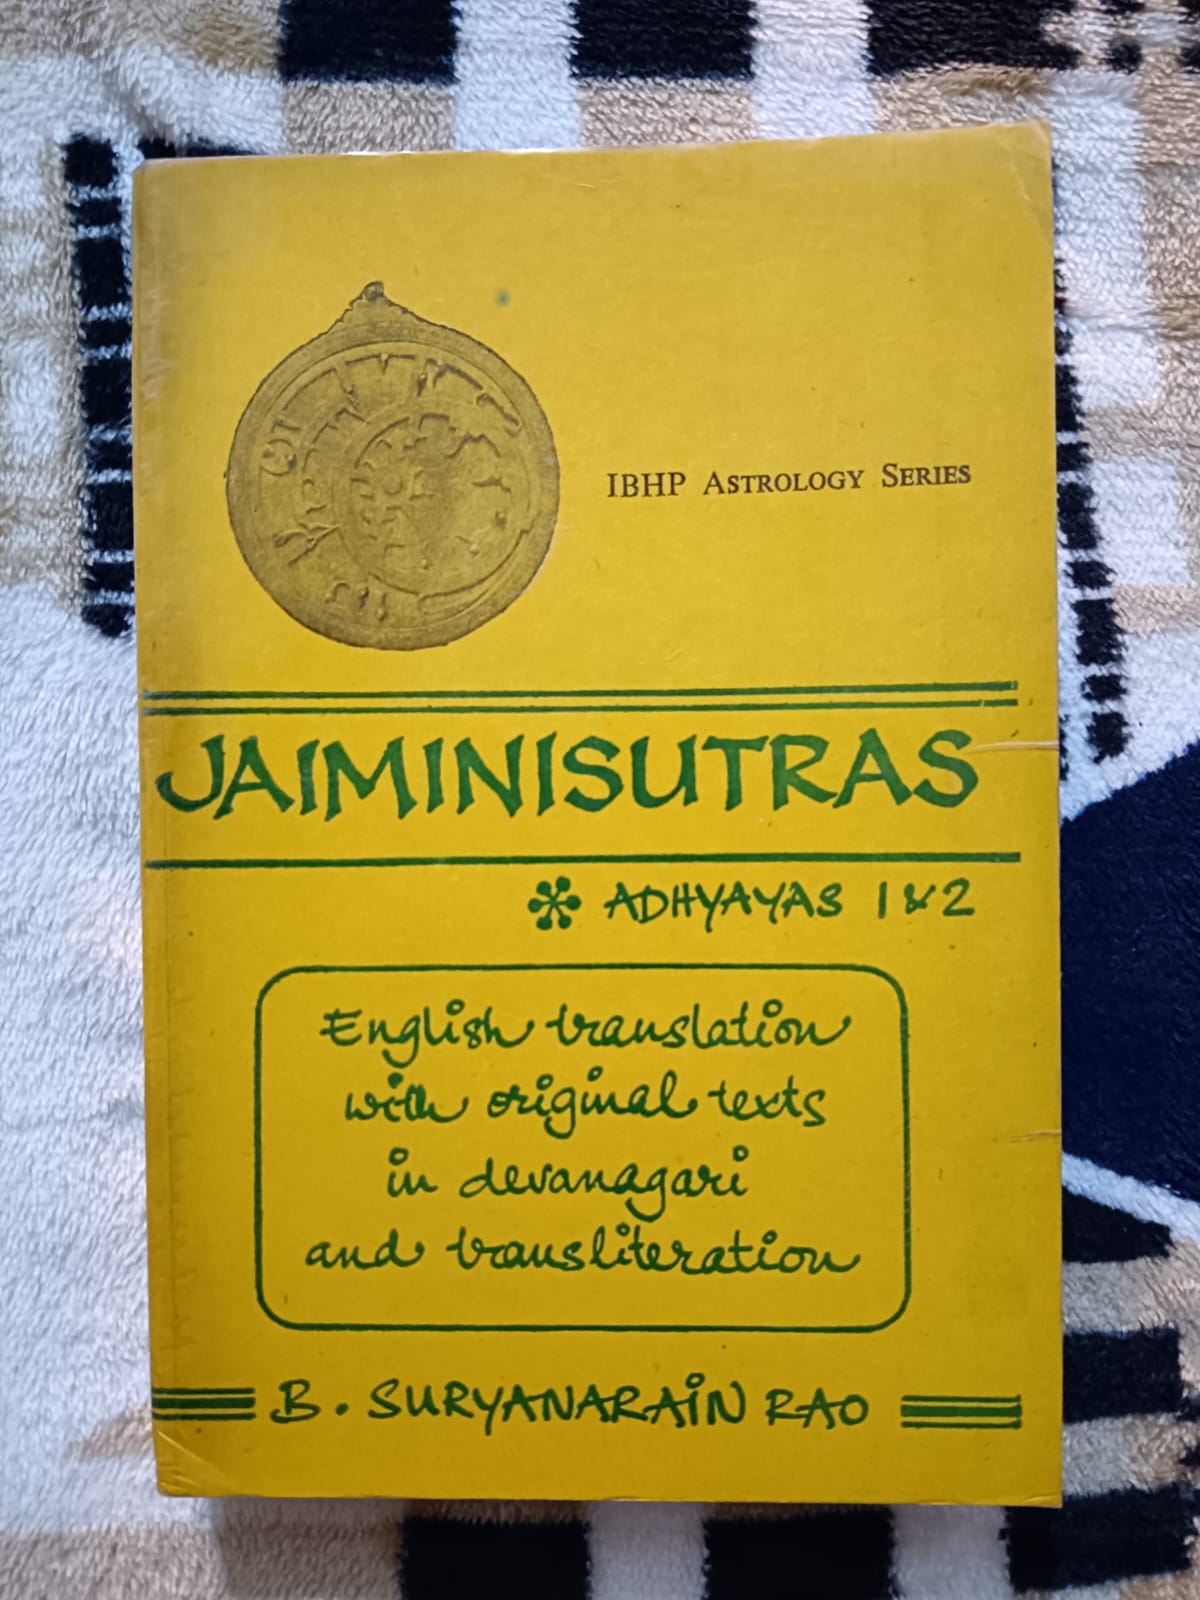 IBHP ASTROLOGY SERIES
JAIMINISUTRAS
* ADHYAYAS 1 & 2
English translation
with original texts
in devanagari
and transliteration
B. SURYANARAIN RAO